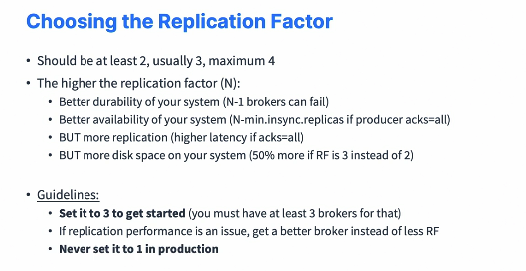 Choosing the Replication Factor
• Should be at least 2, usually 3, maximum 4
• The higher the replication factor (N):
• Better durability of your system (N-1 brokers can fail)
• Better availability of your system (N-min.insync.replicas if producer acks=all)
• BUT more replication (higher latency if acks=all)
• BUT more disk space on your system (50% more if RF is 3 instead of 2)
• Guidelines:
• Set it to 3 to get started (you must have at least 3 brokers for that)
• If replication performance is an issue, get a better broker instead of less RF
• Never set it to 1 in production